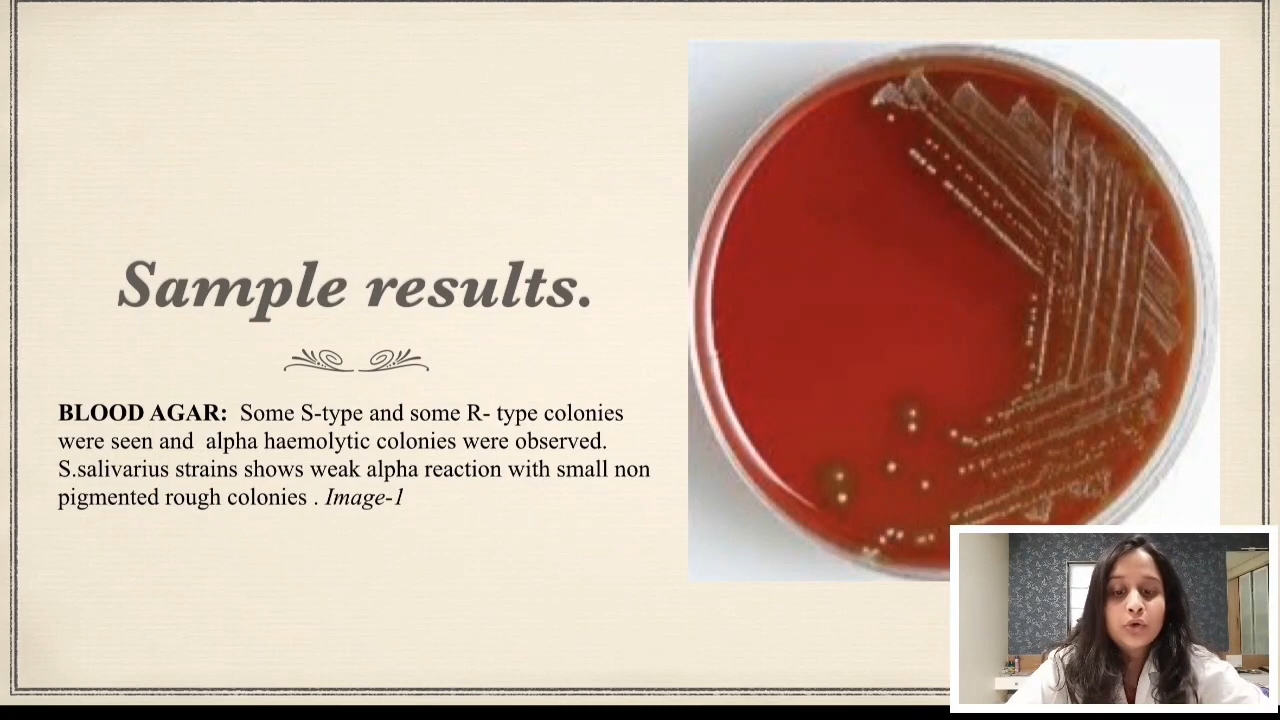 Sample results.
BLOOD AGAR:  Some S-type and some R- type colonies
were seen and  alpha haemolytic colonies were observed.
S.salivarius strains shows weak alpha reaction with small non
pigmented rough colonies . Image-1